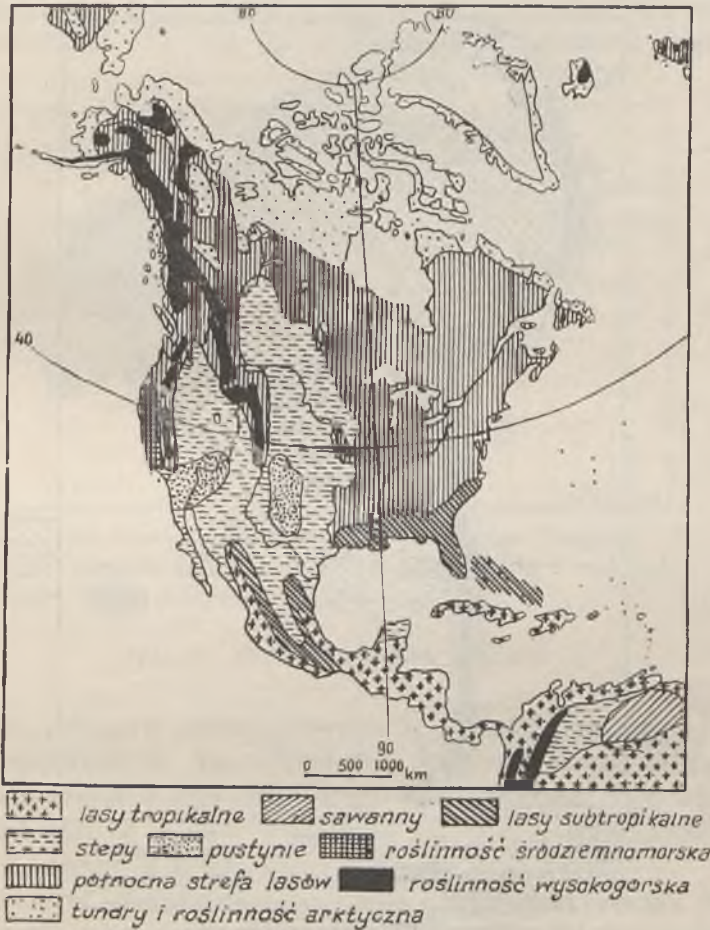 80 80
40
90
0 500 1000 km
lasy tropikalne sawanny lasy subtropikalne
stepy pustynie roślinność śródziemnomorska
północna strefa lasów roślinność wysokogórska
tundry i roślinność arktyczna